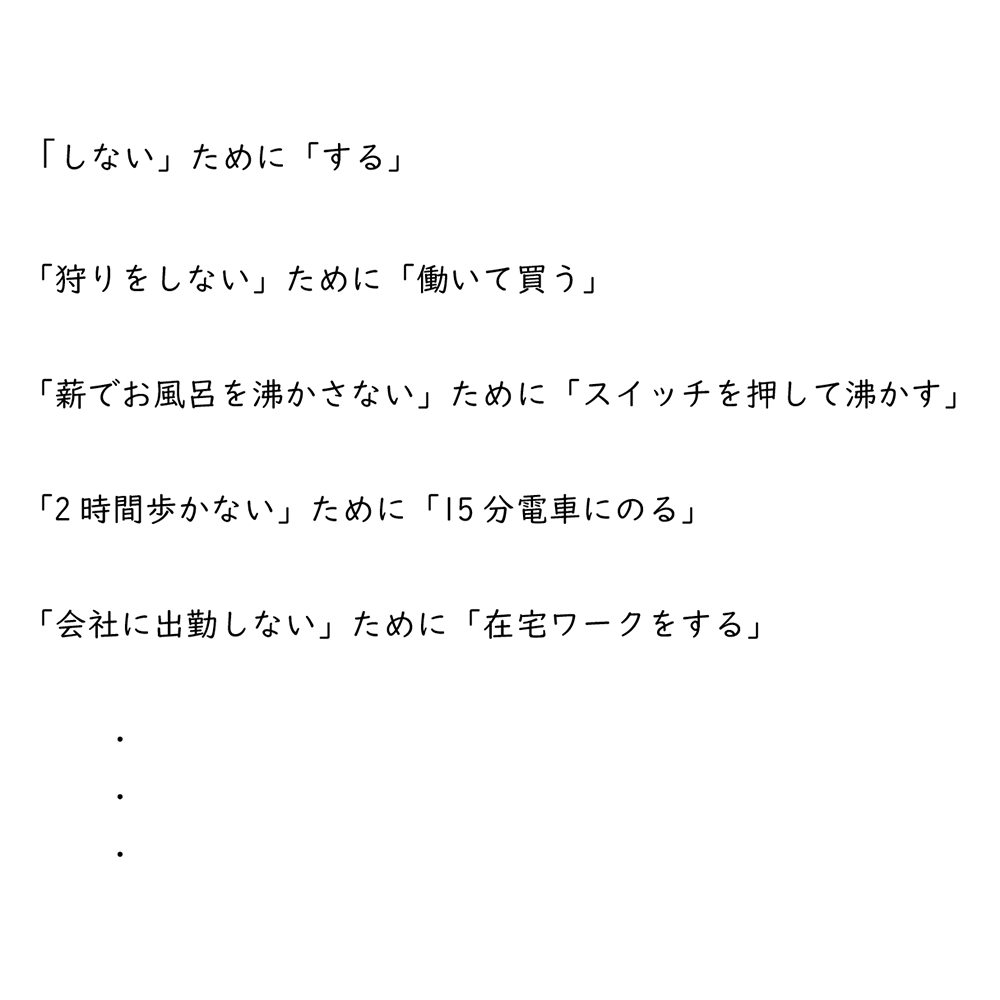 「しない」ために「する」
「狩りをしない」ために「働いて買う」
「薪でお風呂を沸かさない」ために「スイッチを押して沸かす」
「2時間歩かない」ために「15分電車にのる」
「会社に出勤しない」ために「在宅ワークをする」
・
・
・